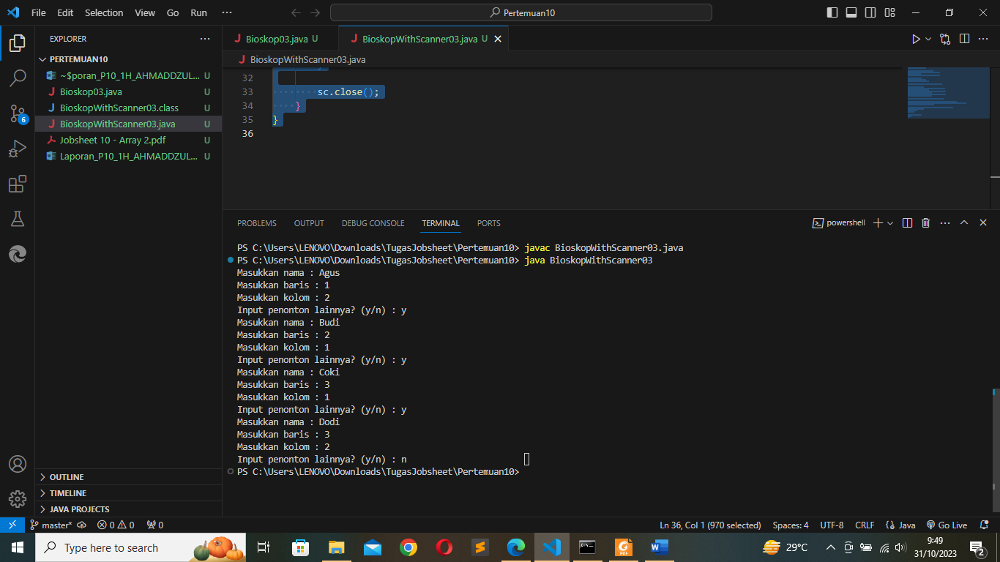 File Edit Selection View Go Run ···
Pertemuan10
EXPLORER ···
PERTEMUAN10
~$poran_P10_1H_AHMADDZUL... U
Bioskop03.java U
BioskopWithScanner03.class U
BioskopWithScanner03.java U
Jobsheet 10 - Array 2.pdf U
Laporan_P10_1H_AHMADDZUL... U
OUTLINE
TIMELINE
JAVA PROJECTS
6
Bioskop03.java U
BioskopWithScanner03.java U
BioskopWithScanner03.java
32
33 sc.close();
34 }
35 }
36
PROBLEMS OUTPUT DEBUG CONSOLE TERMINAL PORTS
powershell
PS C:\Users\LENOVO\Downloads\TugasJobsheet\Pertemuan10> javac BioskopWithScanner03.java
PS C:\Users\LENOVO\Downloads\TugasJobsheet\Pertemuan10> java BioskopWithScanner03
Masukkan nama : Agus
Masukkan baris : 1
Masukkan kolom : 2
Input penonton lainnya? (y/n) : y
Masukkan nama : Budi
Masukkan baris : 2
Masukkan kolom : 1
Input penonton lainnya? (y/n) : y
Masukkan nama : Coki
Masukkan baris : 3
Masukkan kolom : 1
Input penonton lainnya? (y/n) : y
Masukkan nama : Dodi
Masukkan baris : 3
Masukkan kolom : 2
Input penonton lainnya? (y/n) : n
PS C:\Users\LENOVO\Downloads\TugasJobsheet\Pertemuan10>
master* 0 0 0
Ln 36, Col 1 (970 selected) Spaces: 4 UTF-8 CRLF {} Java Go Live
Type here to search
29°C
9:49
31/10/2023
2